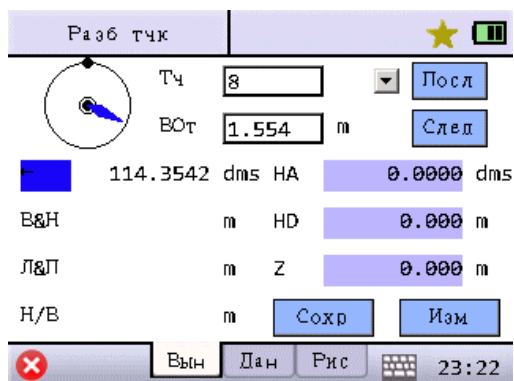 Разб тчк
Тч 8 Посл
ВОт 1.554 m След
← 114.3542 dms HA 0.0000 dms
В&Н m HD 0.000 m
Л&П m Z 0.000 m
Н/В m Сохр Изм
Вын Дан Рис 23:22